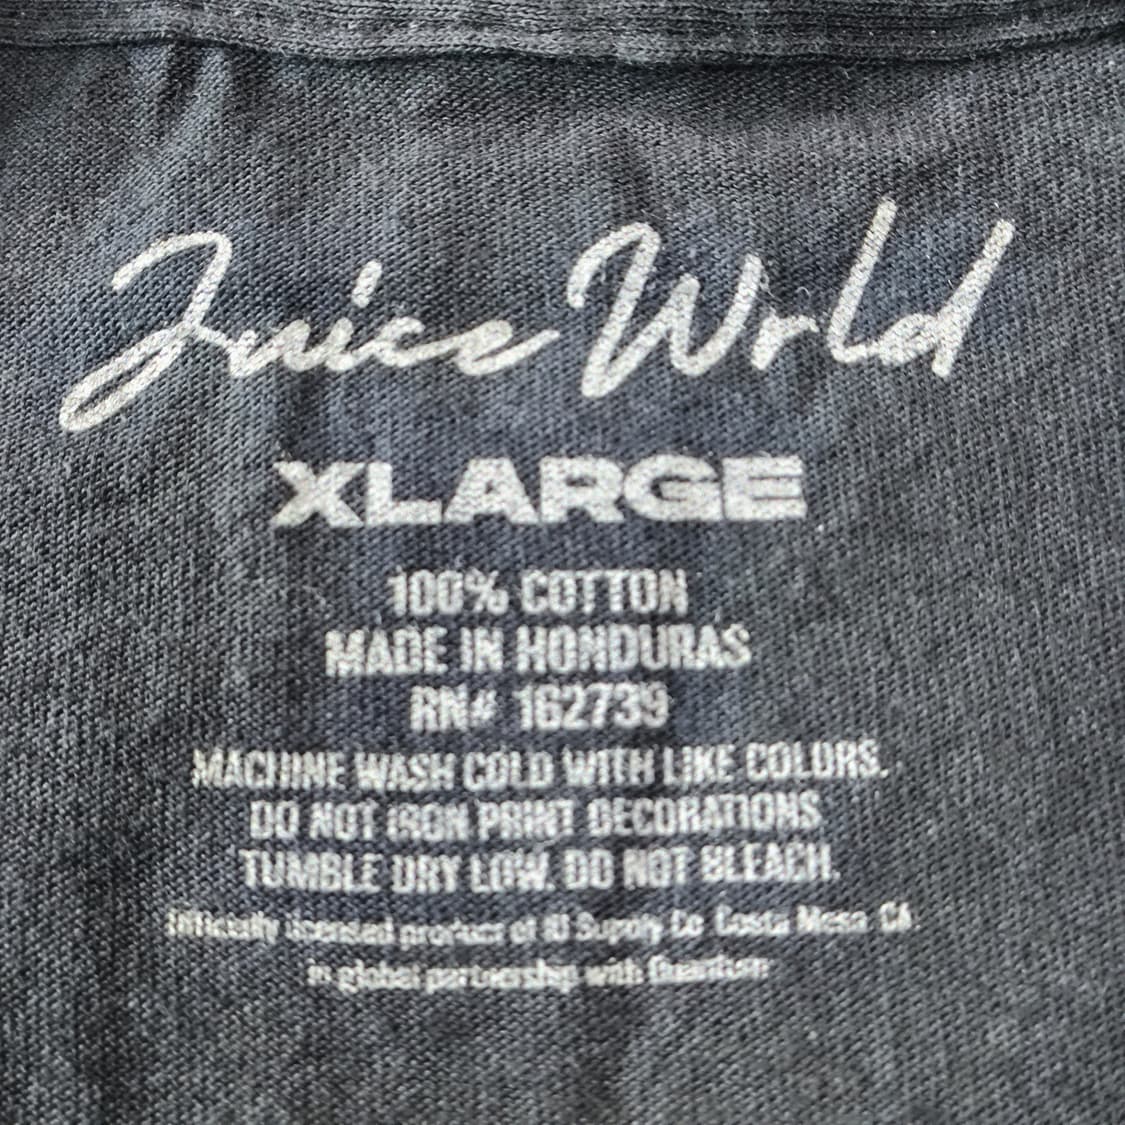 Juice Wrld
XLARGE
100% COTTON
MADE IN HONDURAS
RN# 162739
MACHINE WASH COLD WITH LIKE COLORS.
DO NOT IRON PRINT DECORATIONS
TUMBLE DRY LOW. DO NOT BLEACH.
Officially licensed product of ID Supply Co Costa Mesa CA
in global partnership with Quantum